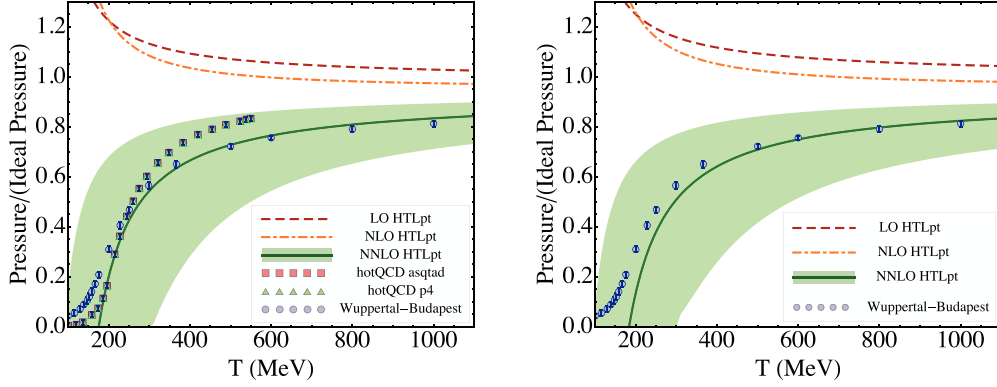 Pressure/(Ideal Pressure)
1.2
1.0
0.8
0.6
0.4
0.2
0.0
200 400 600 800 1000
T (MeV)
LO HTLpt
NLO HTLpt
NNLO HTLpt
hotQCD asqtad
hotQCD p4
Wuppertal−Budapest
Pressure/(Ideal Pressure)
1.2
1.0
0.8
0.6
0.4
0.2
0.0
200 400 600 800 1000
T (MeV)
LO HTLpt
NLO HTLpt
NNLO HTLpt
Wuppertal−Budapest